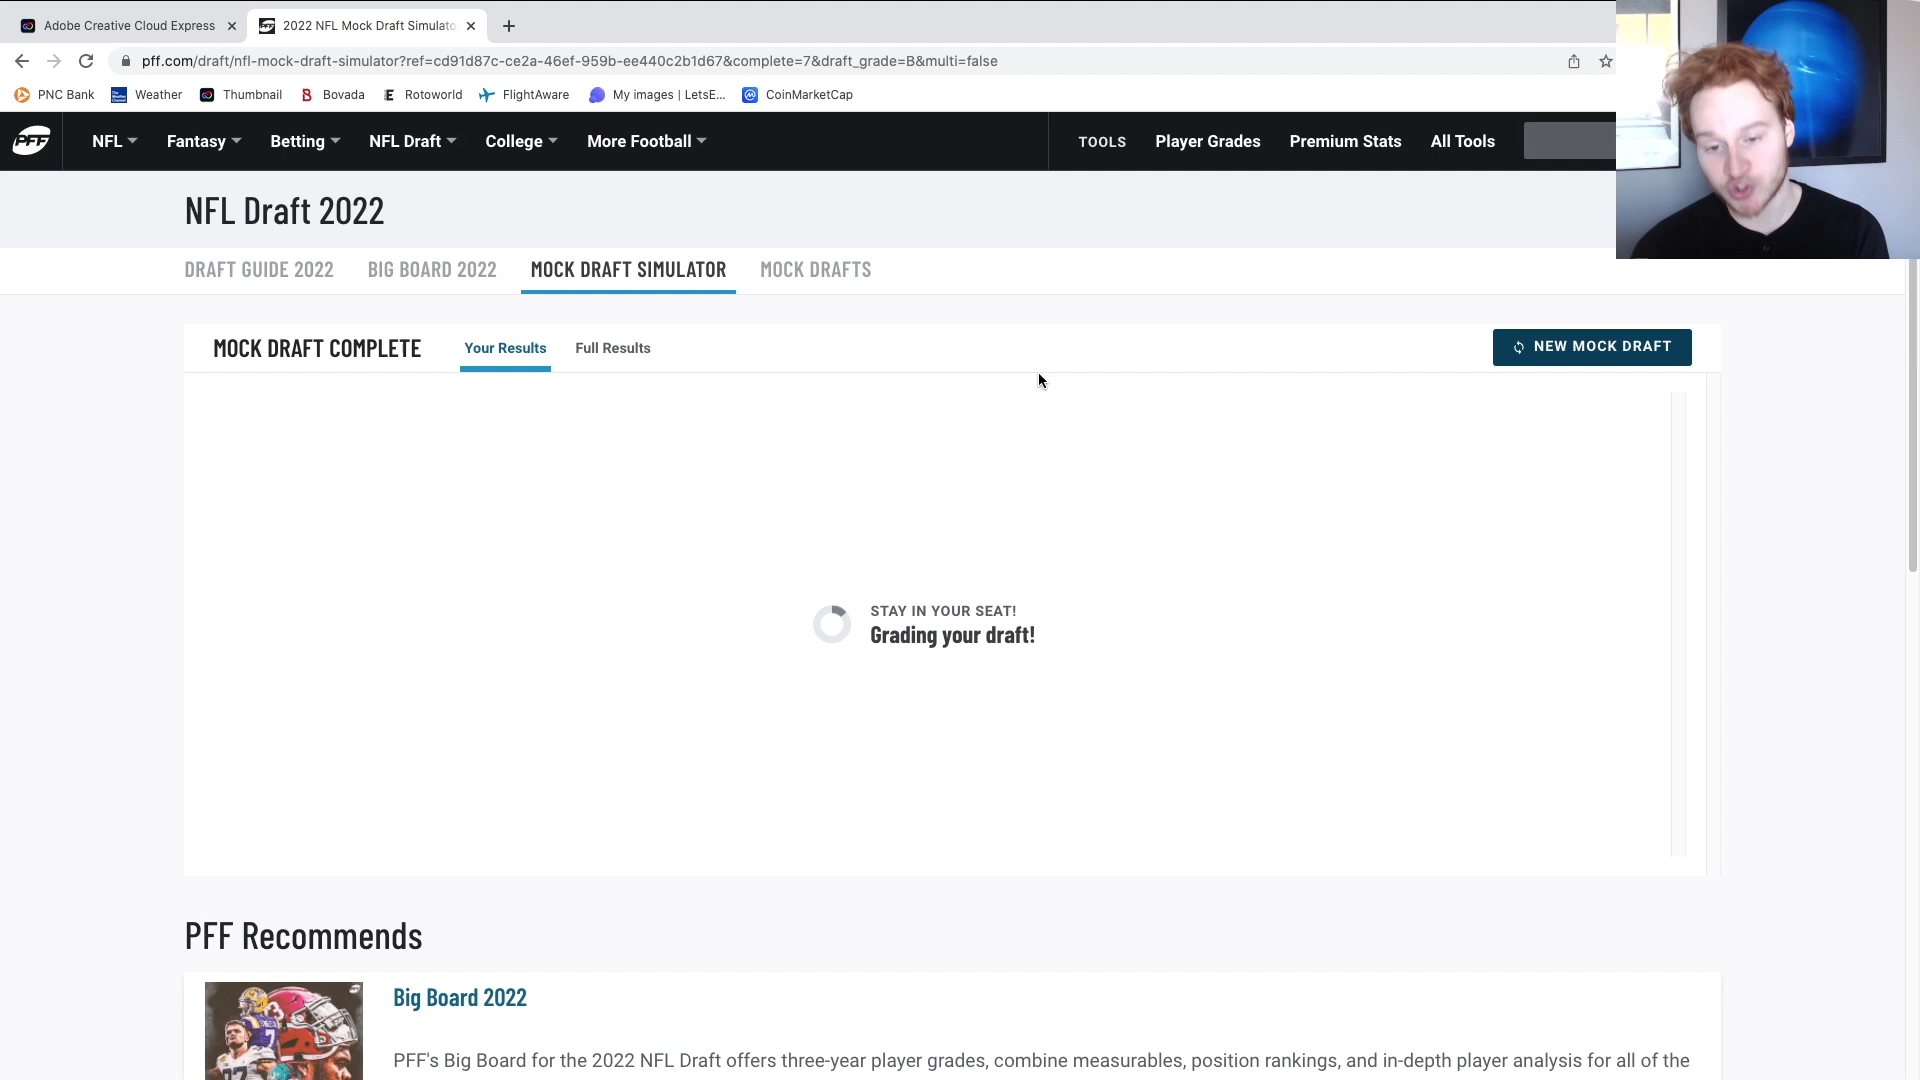 Adobe Creative Cloud Express
2022 NFL Mock Draft Simulato
pff.com/draft/nfl-mock-draft-simulator?ref=cd91d87c-ce2a-46ef-959b-ee440c2b1d67&complete=7&draft_grade=B&multi=false
PNC Bank Weather Thumbnail B Bovada E Rotoworld FlightAware My images | LetsE... CoinMarketCap
PFF NFL Fantasy Betting NFL Draft College More Football TOOLS Player Grades Premium Stats All Tools
NFL Draft 2022
DRAFT GUIDE 2022 BIG BOARD 2022 MOCK DRAFT SIMULATOR MOCK DRAFTS
MOCK DRAFT COMPLETE Your Results Full Results NEW MOCK DRAFT
STAY IN YOUR SEAT!
Grading your draft!
PFF Recommends
Big Board 2022
PFF's Big Board for the 2022 NFL Draft offers three-year player grades, combine measurables, position rankings, and in-depth player analysis for all of the